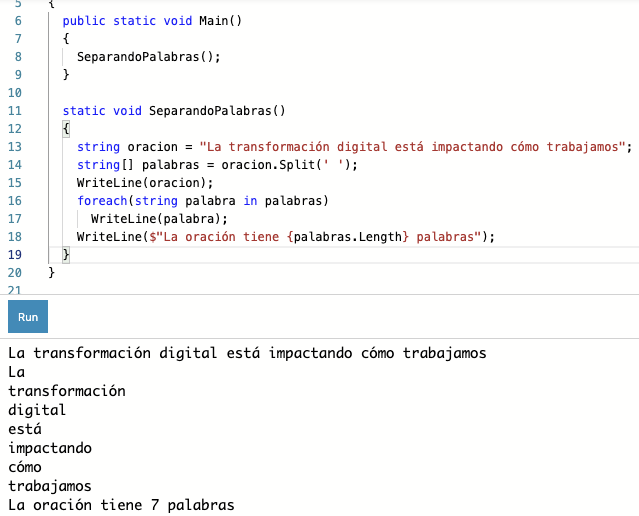 5 {
6 public static void Main()
7 {
8 SeparandoPalabras();
9 }
10
11 static void SeparandoPalabras()
12 {
13 string oracion = "La transformación digital está impactando cómo trabajamos";
14 string[] palabras = oracion.Split(' ');
15 WriteLine(oracion);
16 foreach(string palabra in palabras)
17 WriteLine(palabra);
18 WriteLine($"La oración tiene {palabras.Length} palabras");
19 }
20 }
21
Run
La transformación digital está impactando cómo trabajamos
La
transformación
digital
está
impactando
cómo
trabajamos
La oración tiene 7 palabras